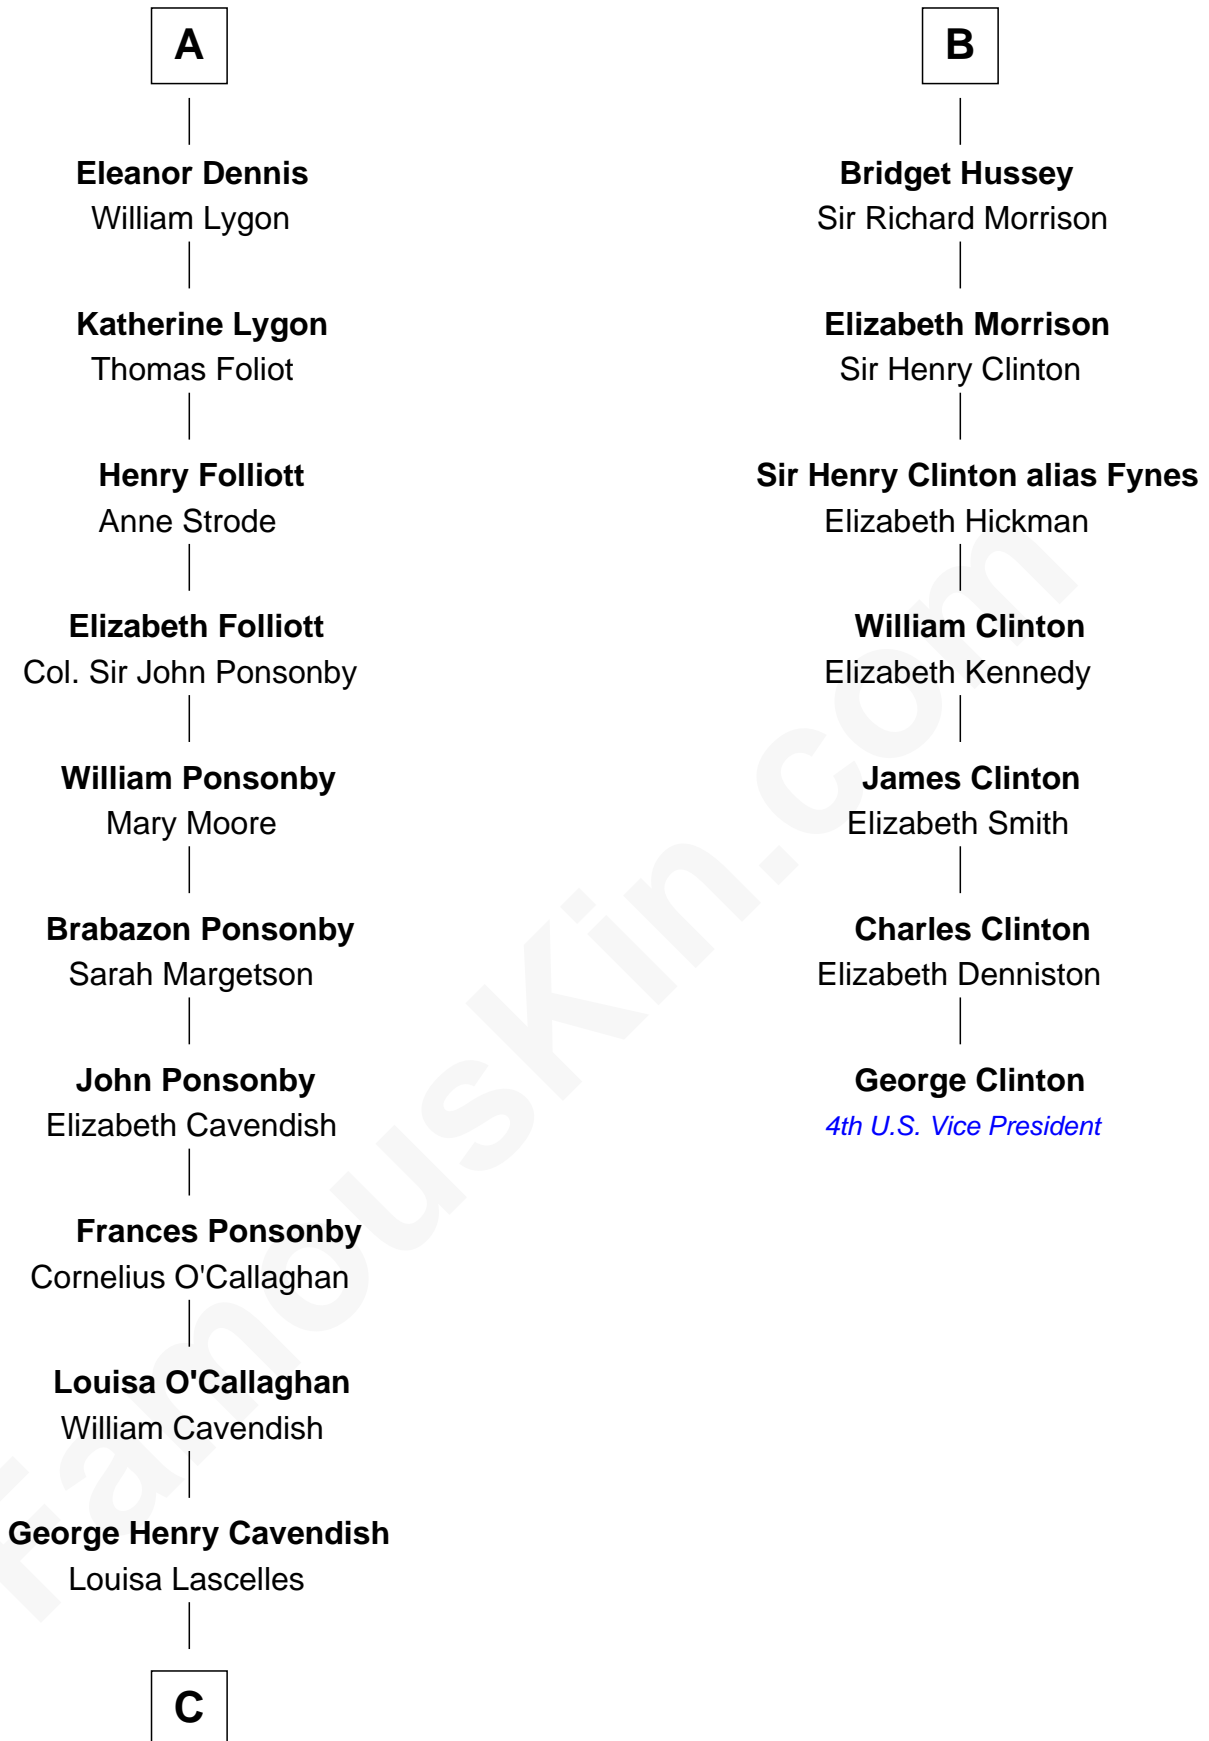 A
Eleanor Dennis
William Lygon
Katherine Lygon
Thomas Foliot
Henry Folliott
Anne Strode
Elizabeth Folliott
Col. Sir John Ponsonby
William Ponsonby
Mary Moore
Brabazon Ponsonby
Sarah Margetson
John Ponsonby
Elizabeth Cavendish
Frances Ponsonby
Cornelius O'Callaghan
Louisa O'Callaghan
William Cavendish
George Henry Cavendish
Louisa Lascelles
C
B
Bridget Hussey
Sir Richard Morrison
Elizabeth Morrison
Sir Henry Clinton
Sir Henry Clinton alias Fynes
Elizabeth Hickman
William Clinton
Elizabeth Kennedy
James Clinton
Elizabeth Smith
Charles Clinton
Elizabeth Denniston
George Clinton
4th U.S. Vice President
FamousKin.com